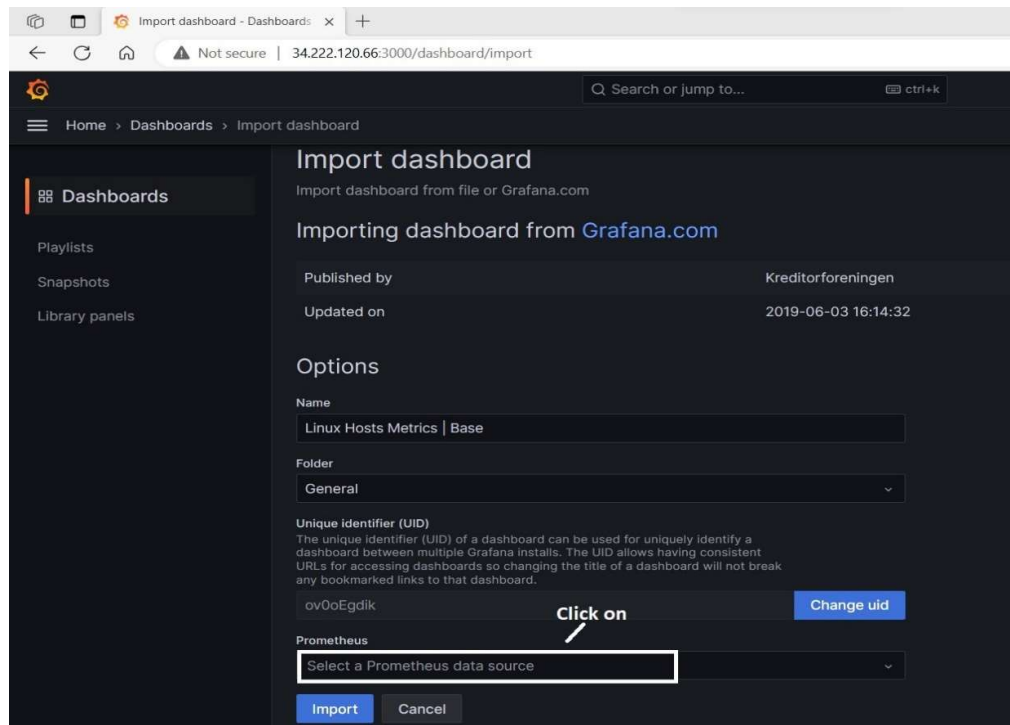 Import dashboard - Dashboards
Not secure | 34.222.120.66:3000/dashboard/import
Search or jump to... ctrl+k
Home > Dashboards > Import dashboard
Dashboards
Playlists
Snapshots
Library panels
Import dashboard
Import dashboard from file or Grafana.com
Importing dashboard from Grafana.com
Published by Kreditorforeningen
Updated on 2019-06-03 16:14:32
Options
Name
Linux Hosts Metrics | Base
Folder
General
Unique identifier (UID)
The unique identifier (UID) of a dashboard can be used for uniquely identify a
dashboard between multiple Grafana installs. The UID allows having consistent
URLs for accessing dashboards so changing the title of a dashboard will not break
any bookmarked links to that dashboard.
ov0oEgdik Change uid
Click on
Prometheus
Select a Prometheus data source
Import Cancel